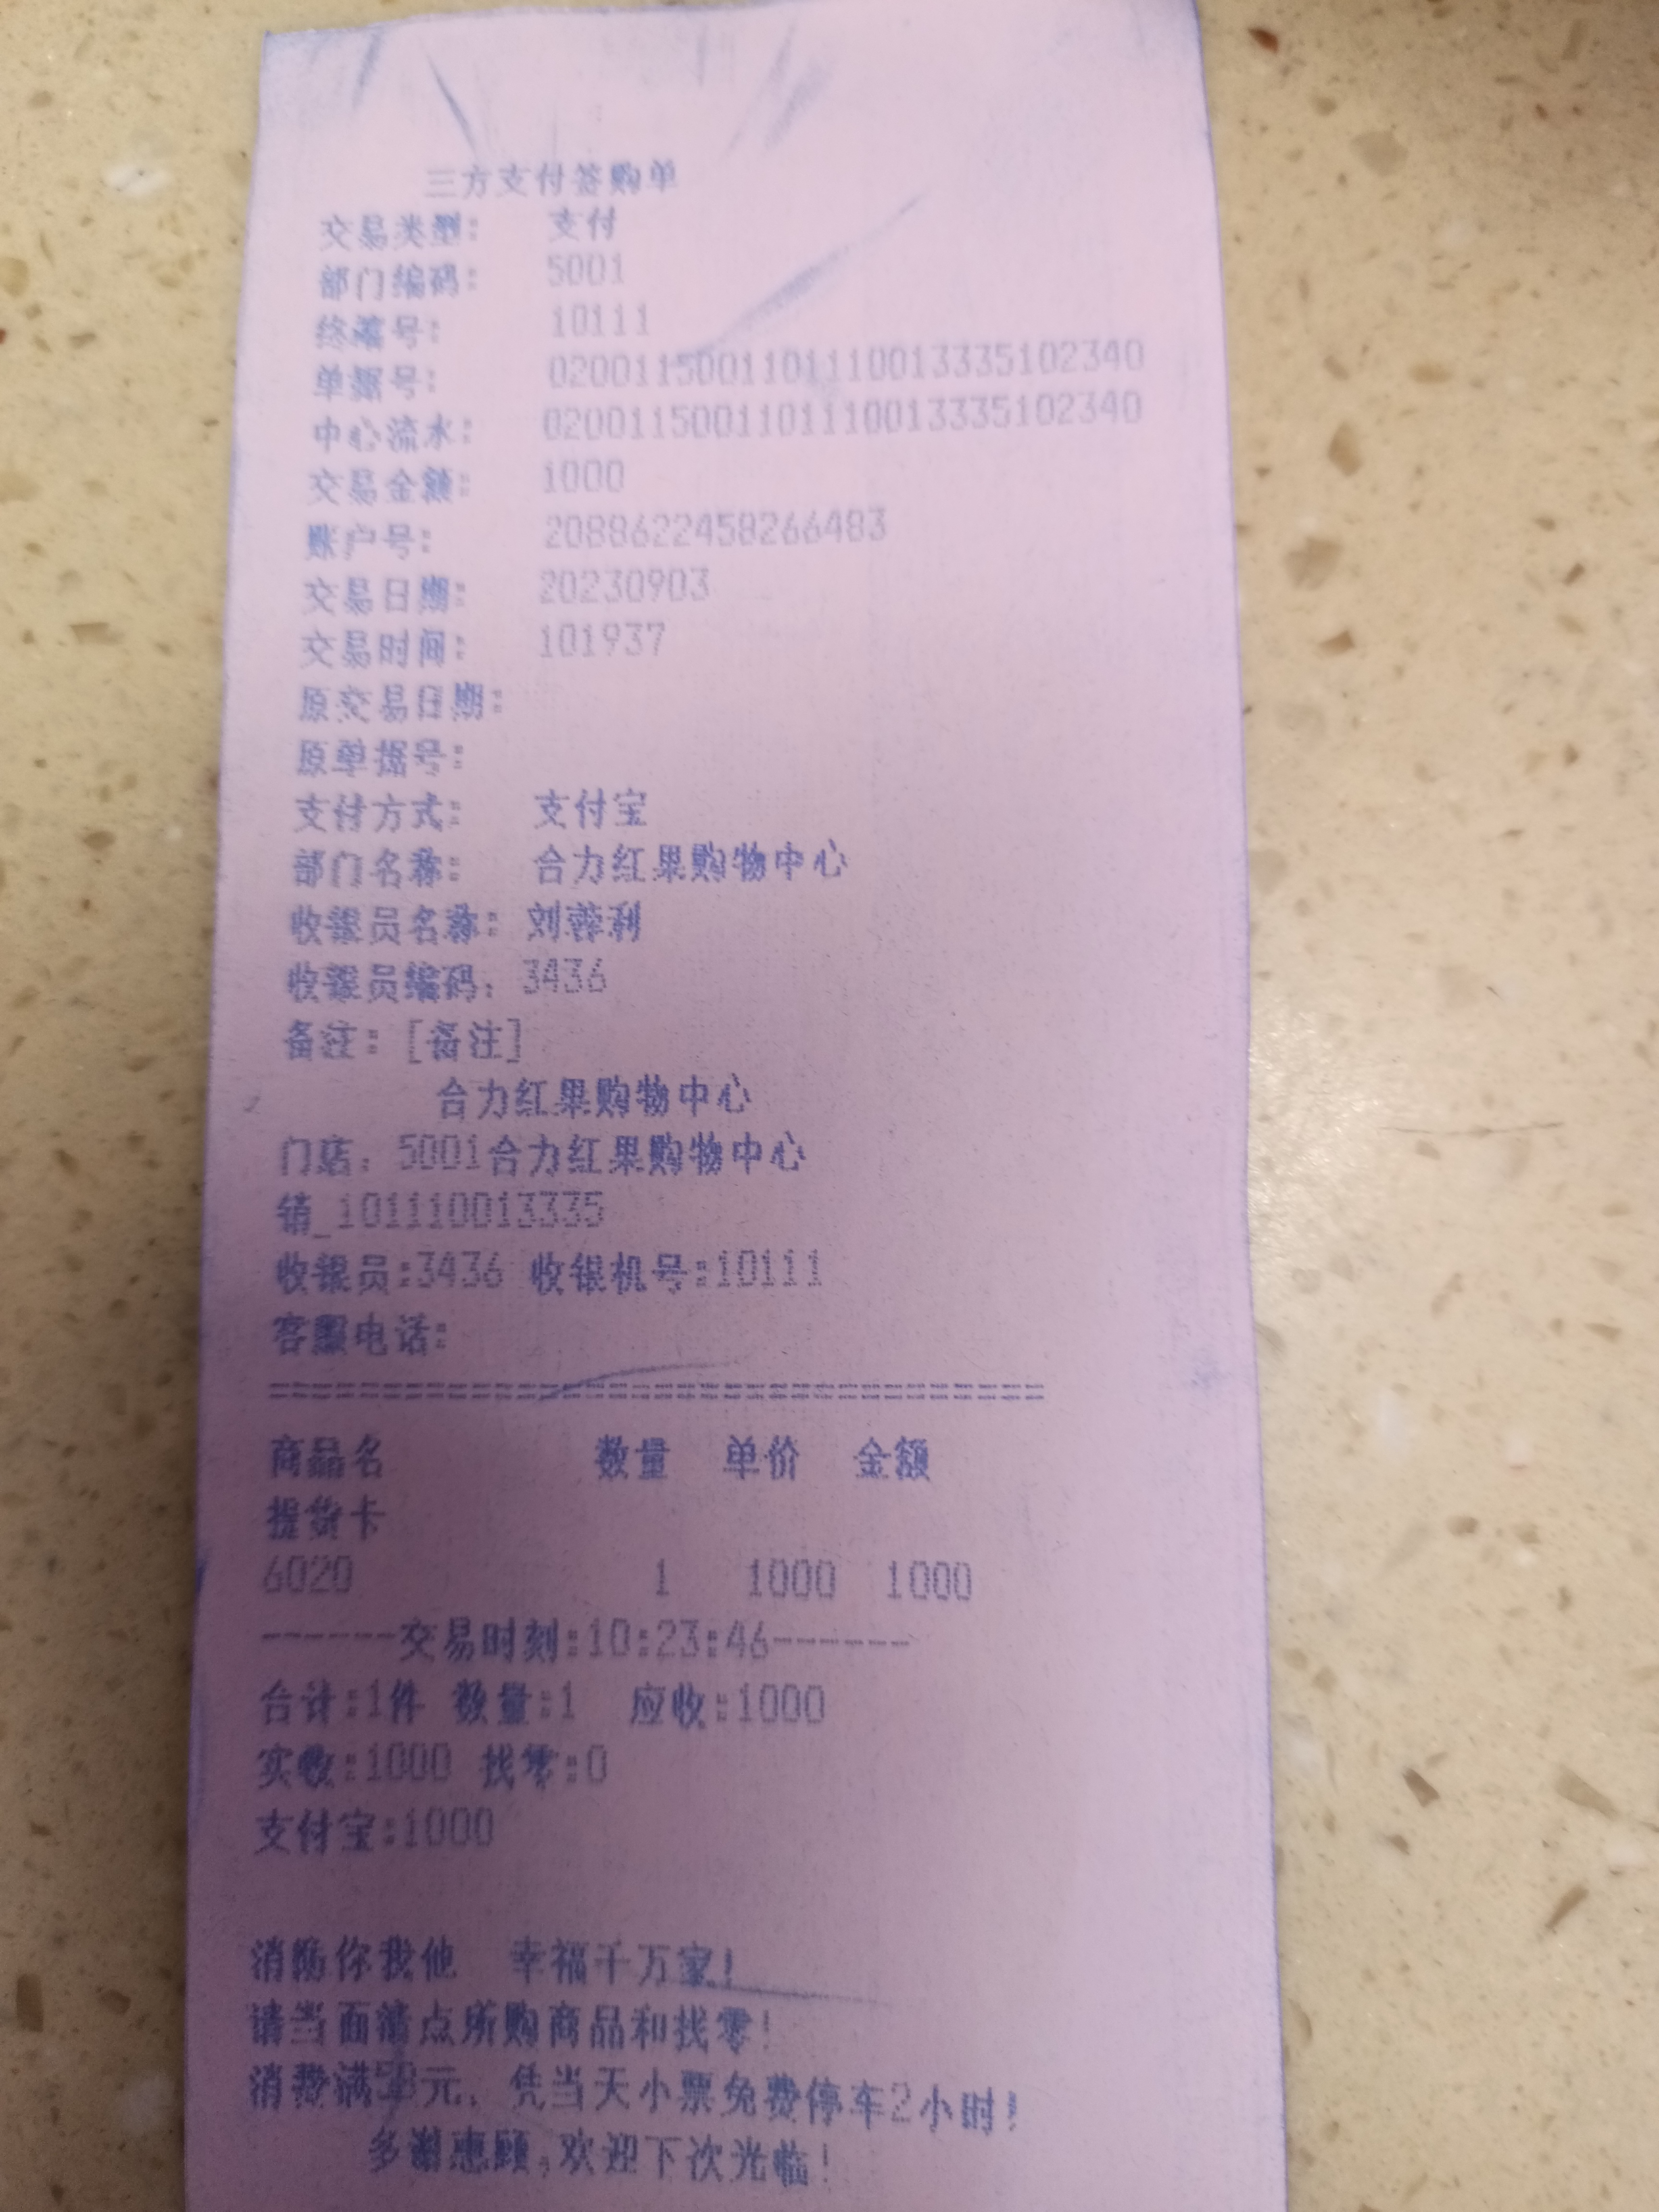 三方支付签购单
交易类型： 支付
部门编码： 5001
终端号： 10111
单据号： 02001150011011110013335102340
中心流水： 02001150011011110013335102340
交易金额： 1000
账户号： 2088622458266483
交易日期： 20230903
交易时间： 101937
原交易日期：
原单据号：
支付方式： 支付宝
部门名称： 合力红果购物中心
收银员名称： 刘蓉利
收银员编码： 3436
备注：[备注]
合力红果购物中心
门店：5001合力红果购物中心
销_101110013335
收银员:3436 收银机号:10111
客服电话:
===================================
商品名 数量 单价 金额
提货卡
6020 1 1000 1000
------交易时刻:10:23:46------
合计:1件 数量:1 应收:1000
实收:1000 找零:0
支付宝:1000
消防你我他 幸福千万家！
请当面清点所购商品和找零！
消费满 元，凭当天小票免费停车2小时！
多谢惠顾,欢迎下次光临！